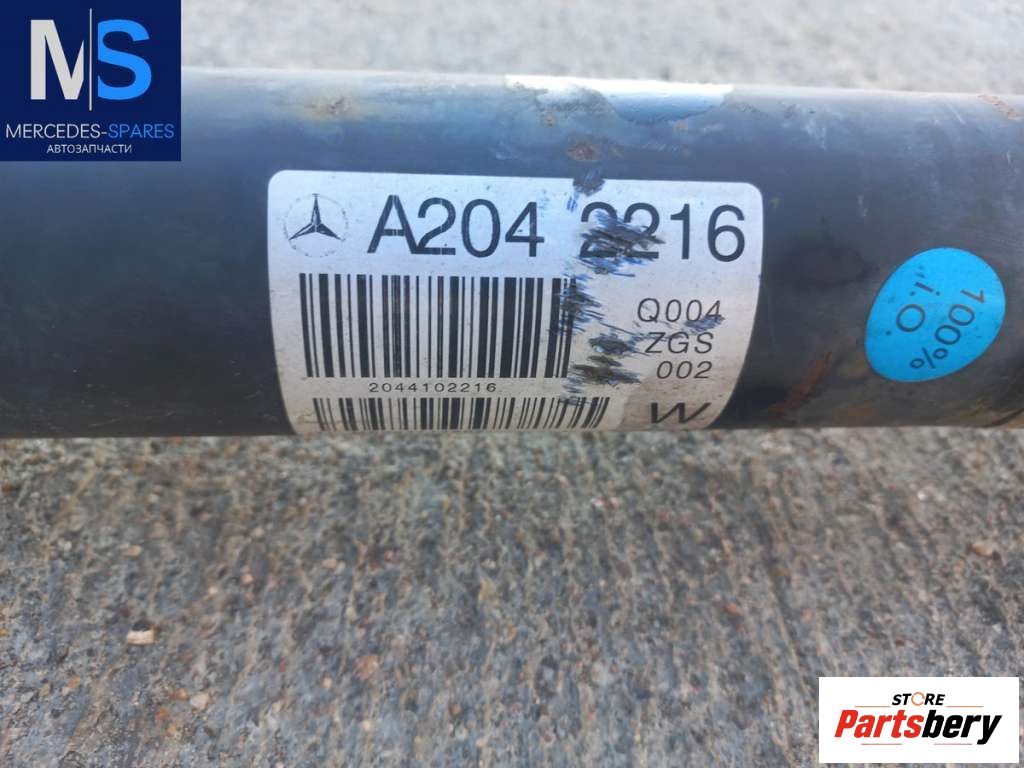 MS
MERCEDES-SPARES
АВТОЗАПЧАСТИ
A204 2216
Q004
ZGS
002
2044102216
W
100%
i.O.
STORE
Partsbery